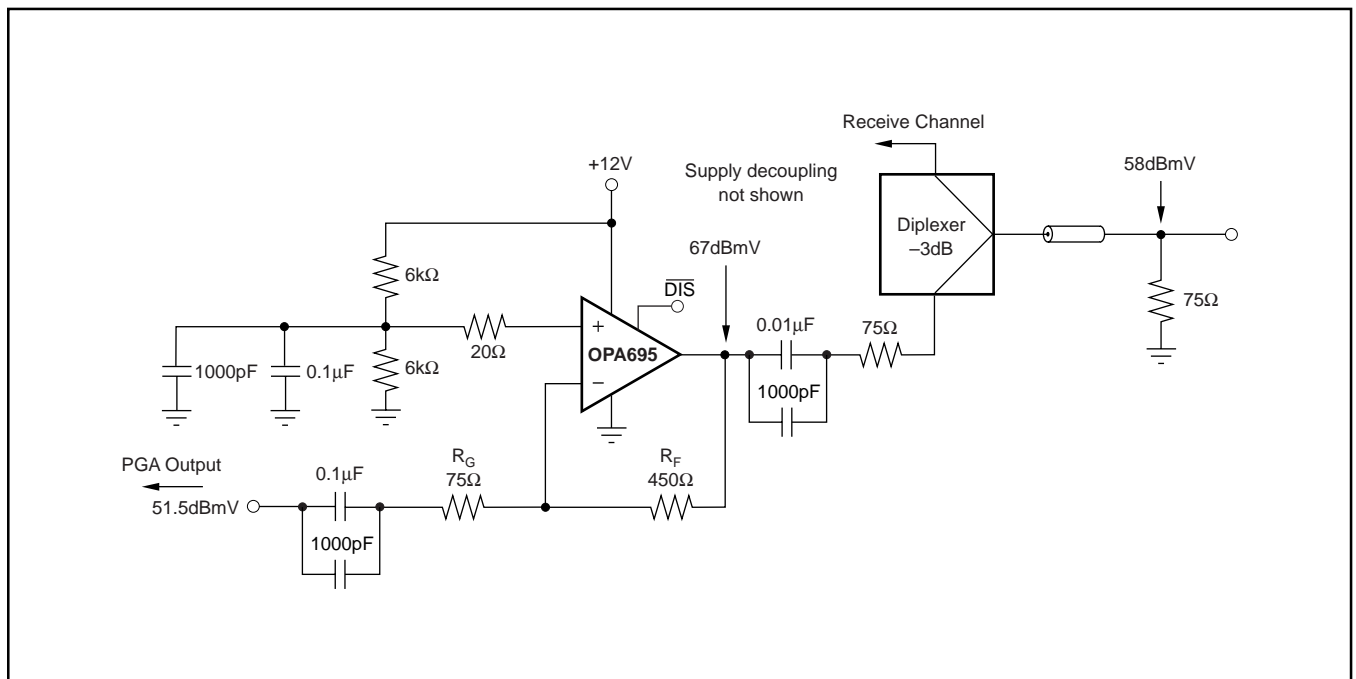 Receive Channel
+12V
Supply decoupling
not shown
58dBmV
Diplexer
–3dB
67dBmV
6kΩ
DIS
75Ω
+
OPA695
–
20Ω
0.01µF
75Ω
1000pF
1000pF
0.1µF
6kΩ
PGA Output
51.5dBmV
0.1µF
1000pF
RG
75Ω
RF
450Ω